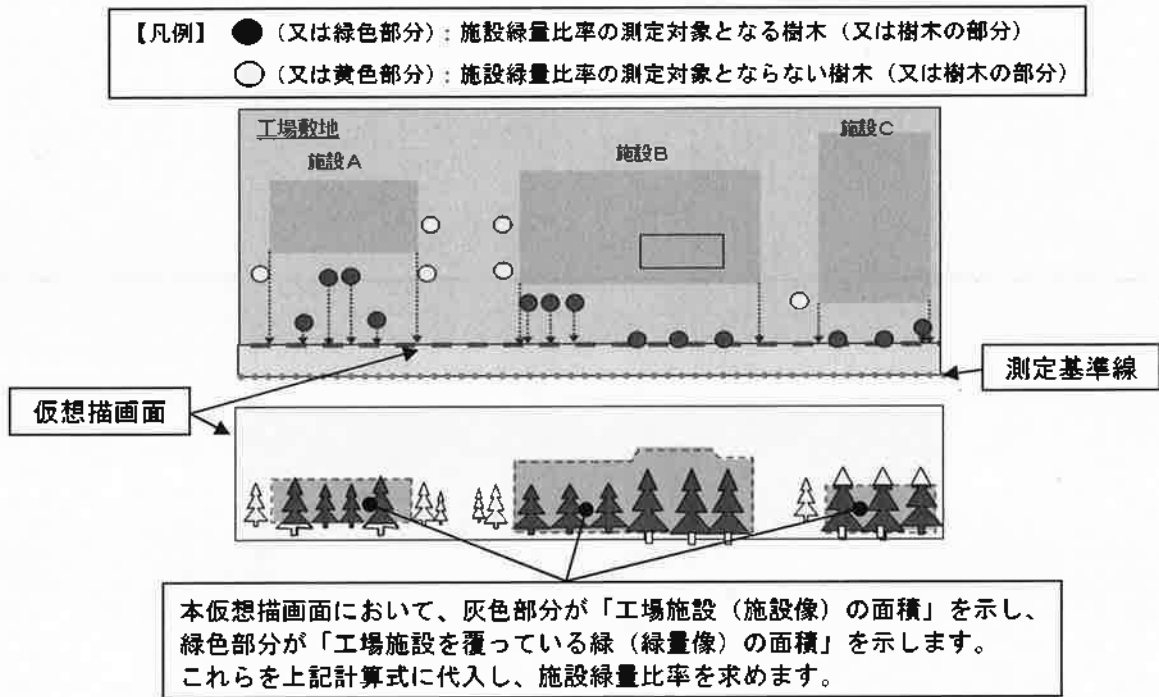 【凡例】 ●(又は緑色部分):施設緑量比率の測定対象となる樹木(又は樹木の部分)
○(又は黄色部分):施設緑量比率の測定対象とならない樹木(又は樹木の部分)
工場敷地
施設A
施設B
施設C
仮想描画面
測定基準線
本仮想描画面において、灰色部分が「工場施設(施設像)の面積」を示し、
緑色部分が「工場施設を覆っている緑(緑量像)の面積」を示します。
これらを上記計算式に代入し、施設緑量比率を求めます。